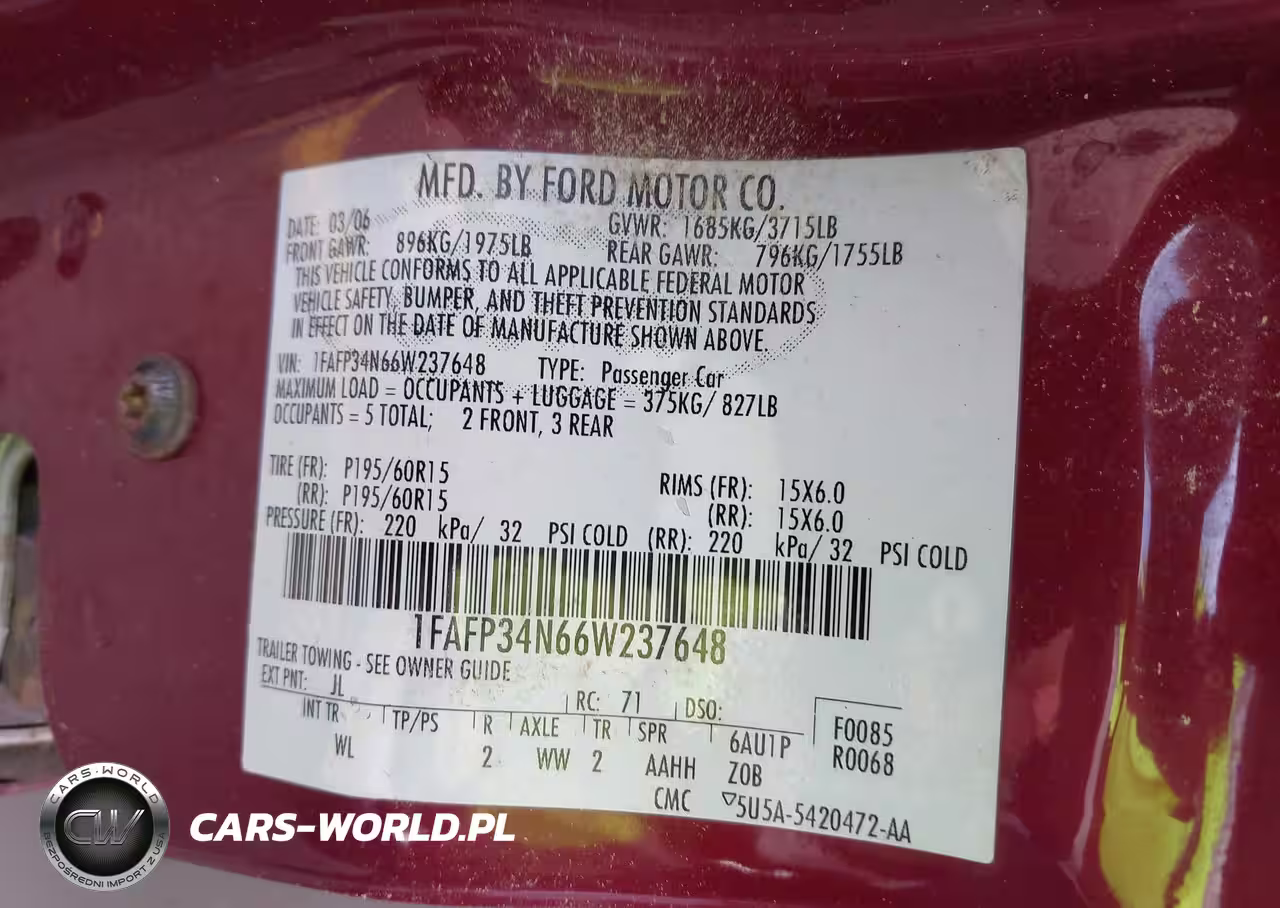 MFD. BY FORD MOTOR CO.
DATE: 03/06 GVWR: 1685KG/3715LB
FRONT GAWR: 896KG/1975LB REAR GAWR: 796KG/1755LB
THIS VEHICLE CONFORMS TO ALL APPLICABLE FEDERAL MOTOR
VEHICLE SAFETY, BUMPER, AND THEFT PREVENTION STANDARDS
IN EFFECT ON THE DATE OF MANUFACTURE SHOWN ABOVE.
VIN: 1FAFP34N66W237648 TYPE: Passenger Car
MAXIMUM LOAD = OCCUPANTS + LUGGAGE = 375KG/ 827LB
OCCUPANTS = 5 TOTAL; 2 FRONT, 3 REAR
TIRE (FR): P195/60R15 RIMS (FR): 15X6.0
(RR): P195/60R15 (RR): 15X6.0
PRESSURE (FR): 220 kPa/ 32 PSI COLD (RR): 220 kPa/ 32 PSI COLD
1FAFP34N66W237648
TRAILER TOWING - SEE OWNER GUIDE
EXT PNT: JL RC: 71 DSO:
INT TR TP/PS R AXLE TR SPR 6AU1P F0085
WL 2 WW 2 AAHH Z0B R0068
CMC ▽5U5A-5420472-AA
CARS-WORLD
CW
BEZPOŚREDNI IMPORT Z USA
CARS-WORLD.PL